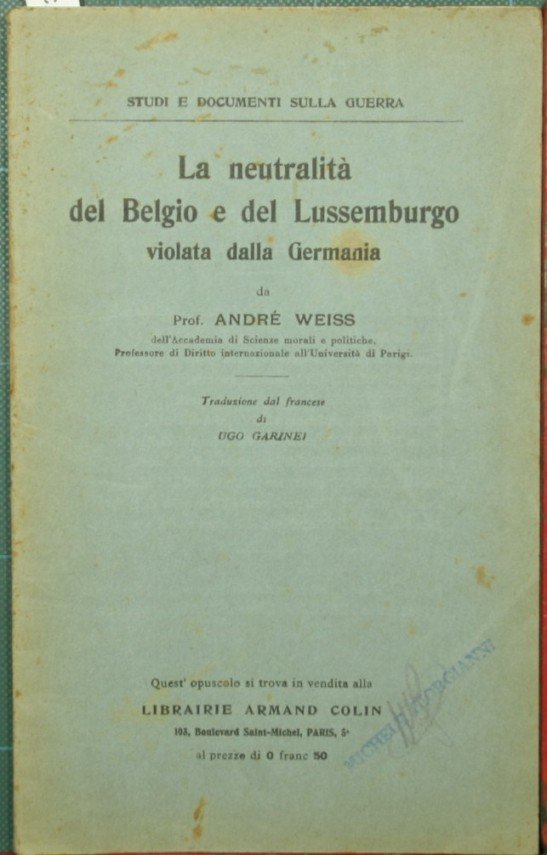 STUDI E DOCUMENTI SULLA GUERRA
La neutralità
del Belgio e del Lussemburgo
violata dalla Germania
da
Prof. ANDRÉ WEISS
dell'Accademia di Scienze morali e politiche,
Professore di Diritto internazionale all'Università di Parigi.
Traduzione dal francese
di
UGO GARINEI
Quest' opuscolo si trova in vendita alla
LIBRAIRIE ARMAND COLIN
103, Boulevard Saint-Michel, PARIS, 5ᵉ
al prezzo di 0 franc 50